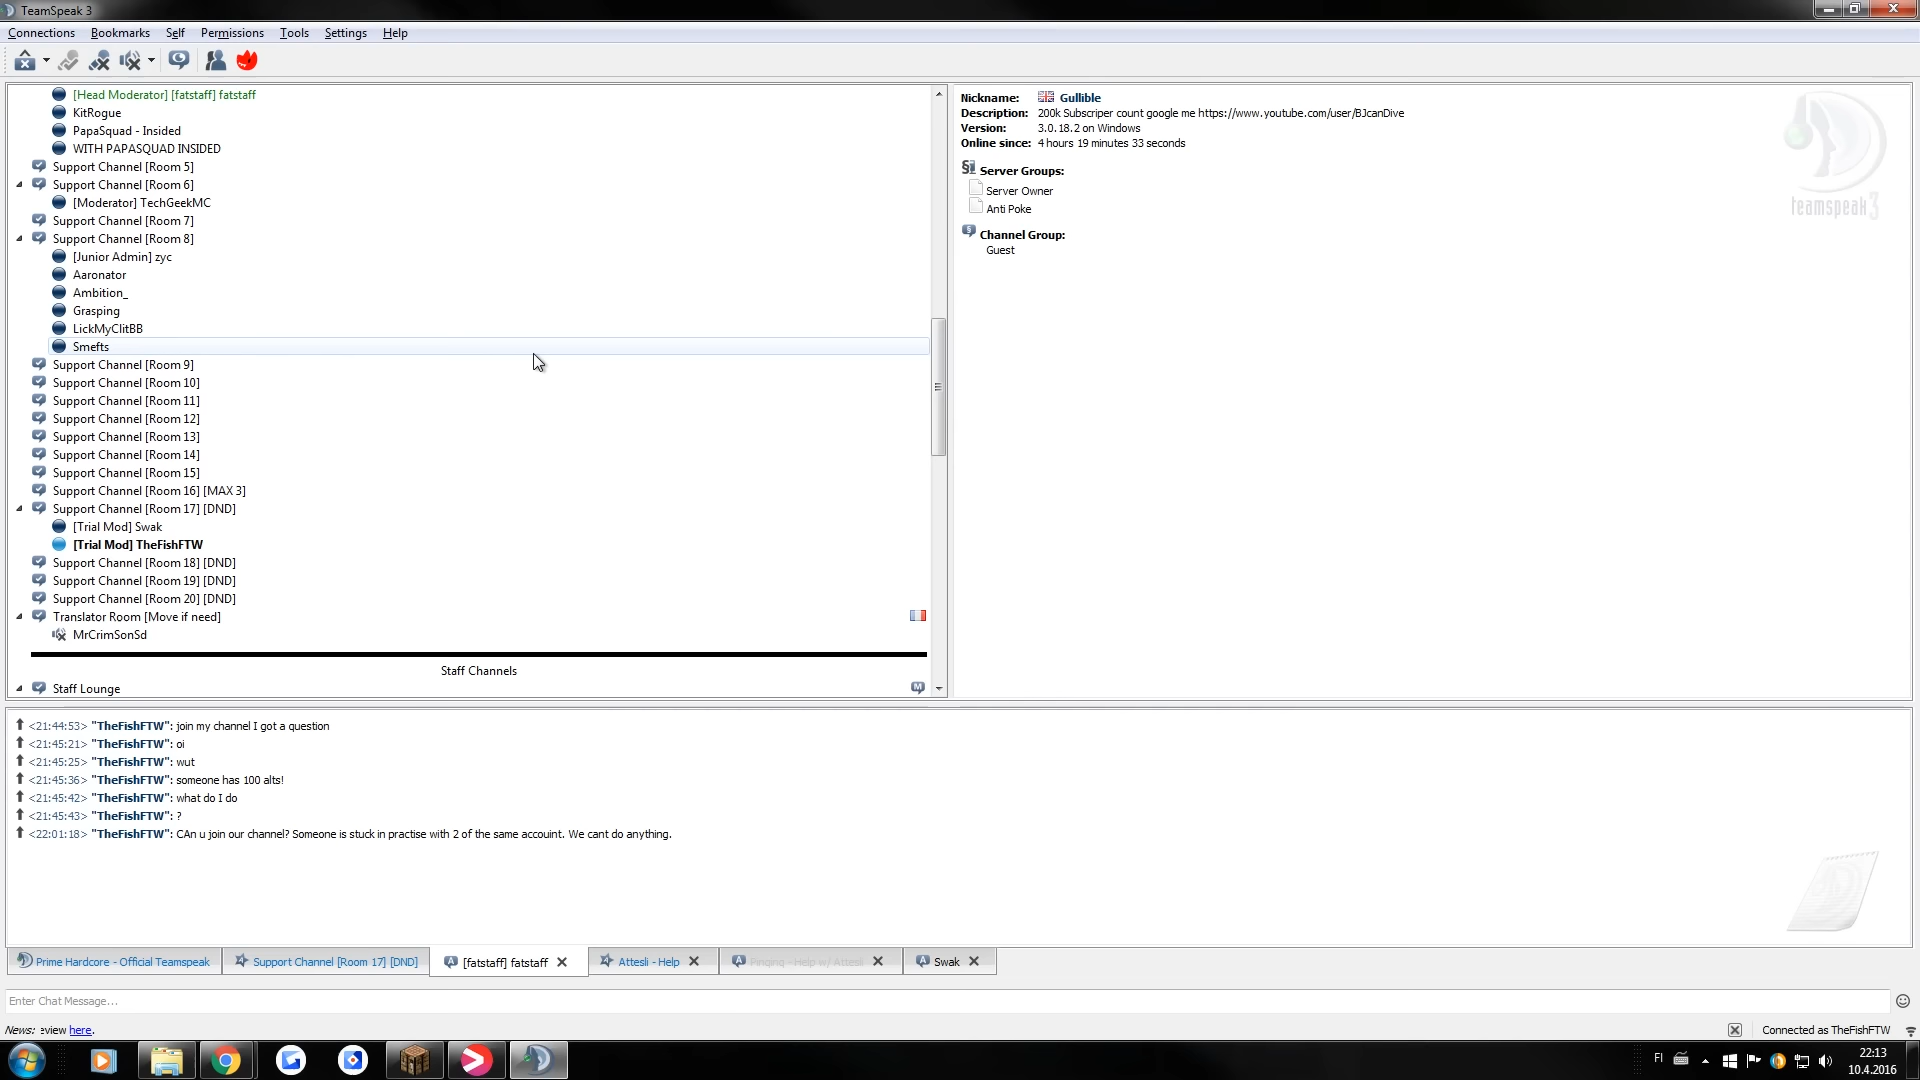 TeamSpeak 3
Connections Bookmarks Self Permissions Tools Settings Help
[Head Moderator] [fatstaff] fatstaff
KitRogue
PapaSquad - Insided
WITH PAPASQUAD INSIDED
Support Channel [Room 5]
Support Channel [Room 6]
[Moderator] TechGeekMC
Support Channel [Room 7]
Support Channel [Room 8]
[Junior Admin] zyc
Aaronator
Ambition_
Grasping
LickMyClitBB
Smefts
Support Channel [Room 9]
Support Channel [Room 10]
Support Channel [Room 11]
Support Channel [Room 12]
Support Channel [Room 13]
Support Channel [Room 14]
Support Channel [Room 15]
Support Channel [Room 16] [MAX 3]
Support Channel [Room 17] [DND]
[Trial Mod] Swak
[Trial Mod] TheFishFTW
Support Channel [Room 18] [DND]
Support Channel [Room 19] [DND]
Support Channel [Room 20] [DND]
Translator Room [Move if need]
MrCrimSonSd
Staff Channels
Staff Lounge
Nickname: Gullible
Description: 200k Subscriper count google me https://www.youtube.com/user/BJcanDive
Version: 3.0.18.2 on Windows
Online since: 4 hours 19 minutes 33 seconds
Server Groups:
Server Owner
Anti Poke
Channel Group:
Guest
teamspeak3
<21:44:53> "TheFishFTW": join my channel I got a question
<21:45:21> "TheFishFTW": oi
<21:45:25> "TheFishFTW": wut
<21:45:36> "TheFishFTW": someone has 100 alts!
<21:45:42> "TheFishFTW": what do I do
<21:45:43> "TheFishFTW": ?
<22:01:18> "TheFishFTW": CAn u join our channel? Someone is stuck in practise with 2 of the same accouint. We cant do anything.
Prime Hardcore - Official Teamspeak Support Channel [Room 17] [DND] [fatstaff] fatstaff Attesli - Help Pinqinq - Help w/ Attesli Swak
Enter Chat Message...
News: eview here. Connected as TheFishFTW
FI 22:13
10.4.2016